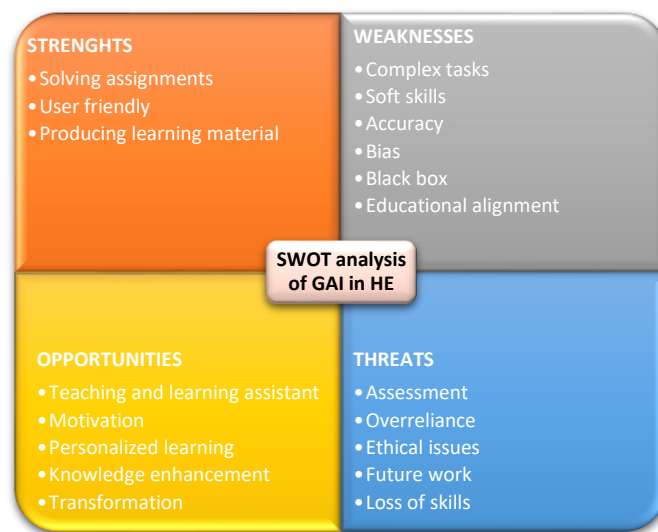 STRENGHTS
•Solving assignments
•User friendly
•Producing learning material
WEAKNESSES
•Complex tasks
•Soft skills
•Accuracy
•Bias
•Black box
•Educational alignment
SWOT analysis
of GAI in HE
OPPORTUNITIES
•Teaching and learning assistant
•Motivation
•Personalized learning
•Knowledge enhancement
•Transformation
THREATS
•Assessment
•Overreliance
•Ethical issues
•Future work
•Loss of skills